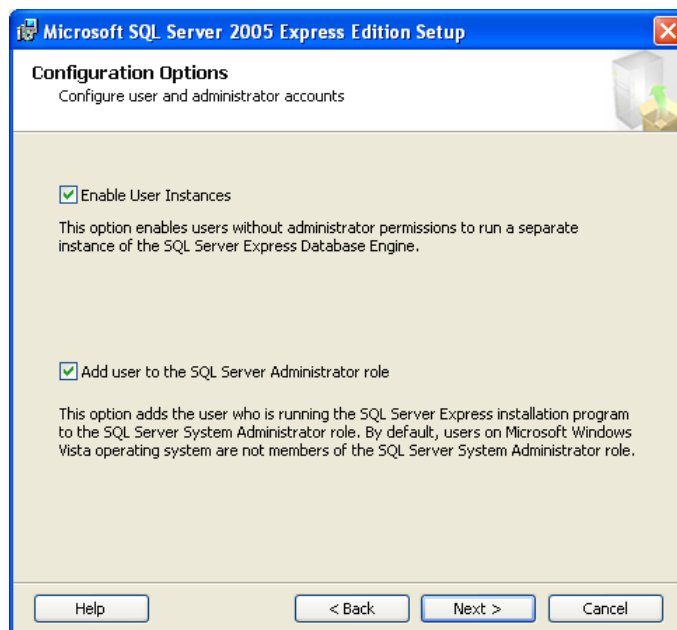 Microsoft SQL Server 2005 Express Edition Setup
Configuration Options
Configure user and administrator accounts
Enable User Instances
This option enables users without administrator permissions to run a separate
instance of the SQL Server Express Database Engine.
Add user to the SQL Server Administrator role
This option adds the user who is running the SQL Server Express installation program
to the SQL Server System Administrator role. By default, users on Microsoft Windows
Vista operating system are not members of the SQL Server System Administrator role.
Help < Back Next > Cancel